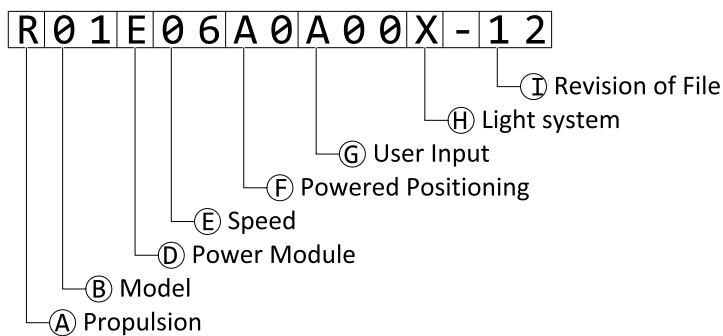 R01E06A0A00X-12
I Revision of File
H Light system
G User Input
F Powered Positioning
E Speed
D Power Module
B Model
A Propulsion